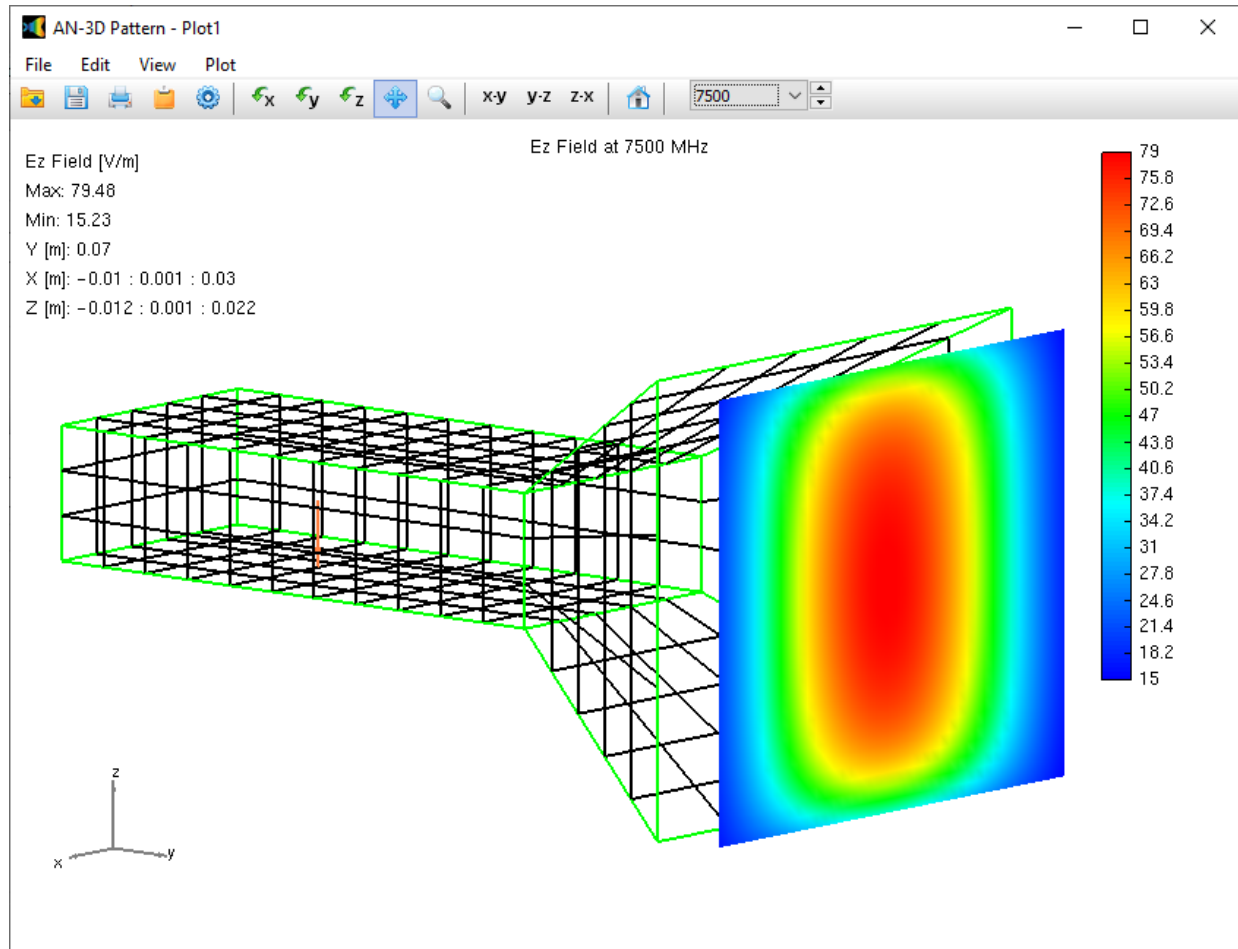 AN-3D Pattern - Plot1
File Edit View Plot
x y z x-y y-z z-x 7500
Ez Field at 7500 MHz
Ez Field [V/m]
Max: 79.48
Min: 15.23
Y [m]: 0.07
X [m]: -0.01 : 0.001 : 0.03
Z [m]: -0.012 : 0.001 : 0.022
79
75.8
72.6
69.4
66.2
63
59.8
56.6
53.4
50.2
47
43.8
40.6
37.4
34.2
31
27.8
24.6
21.4
18.2
15
z
x
y